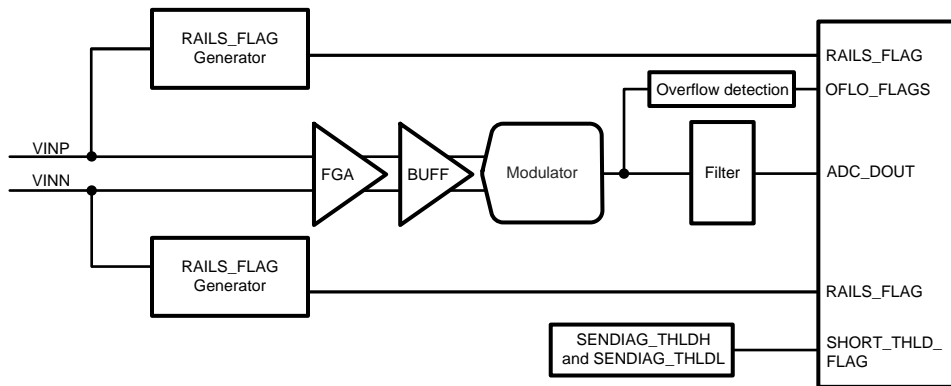 RAILS_FLAG
Generator
RAILS_FLAG
Overflow detection
OFLO_FLAGS
VINP
VINN
FGA
BUFF
Modulator
Filter
ADC_DOUT
RAILS_FLAG
Generator
RAILS_FLAG
SENDIAG_THLDH
and SENDIAG_THLDL
SHORT_THLD_
FLAG